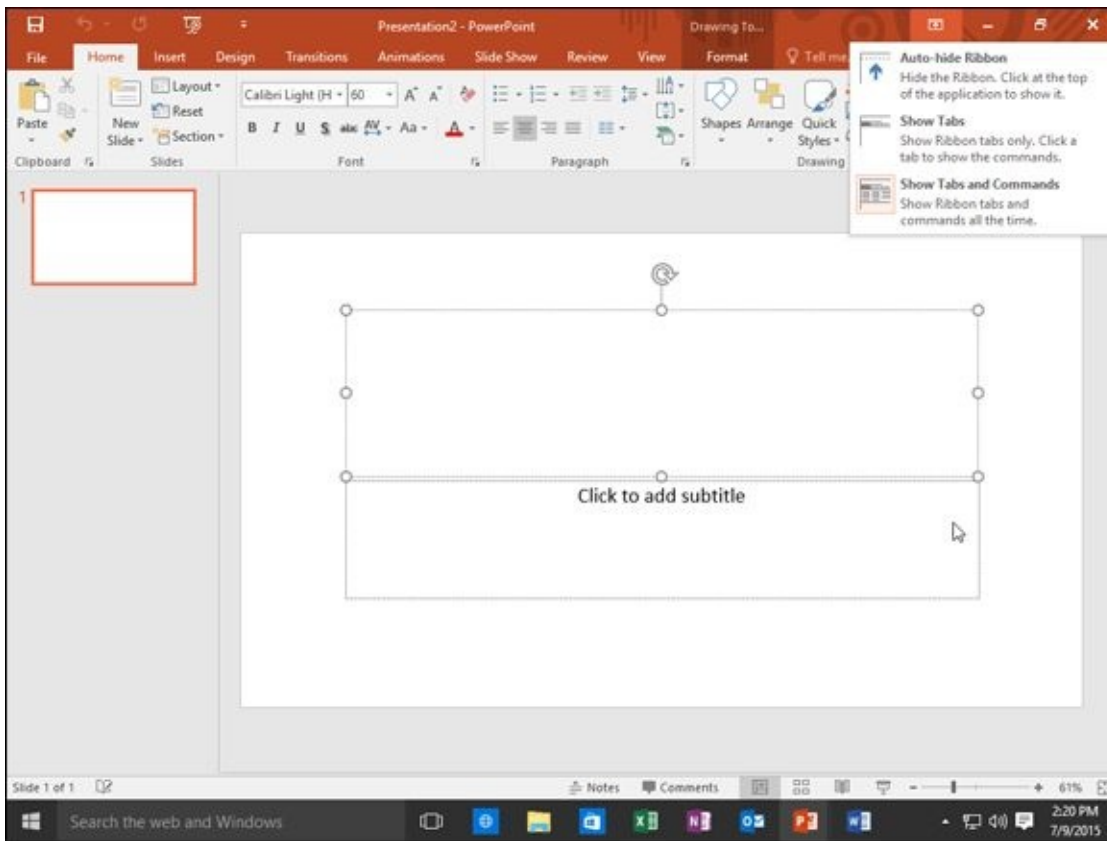 Presentation2 - PowerPoint
Drawing To...
File Home Insert Design Transitions Animations Slide Show Review View Format Tell me
Auto-hide Ribbon
Hide the Ribbon. Click at the top
of the application to show it.
Show Tabs
Show Ribbon tabs only. Click a
tab to show the commands.
Show Tabs and Commands
Show Ribbon tabs and
commands all the time.
Paste
New
Slide
Layout
Reset
Section
Calibri Light (H 60
B I U S abc AV Aa A
Shapes Arrange Quick
Styles
Clipboard Slides Font Paragraph Drawing
1
Click to add subtitle
Slide 1 of 1 Notes Comments 61%
Search the web and Windows
2:20 PM
7/9/2015